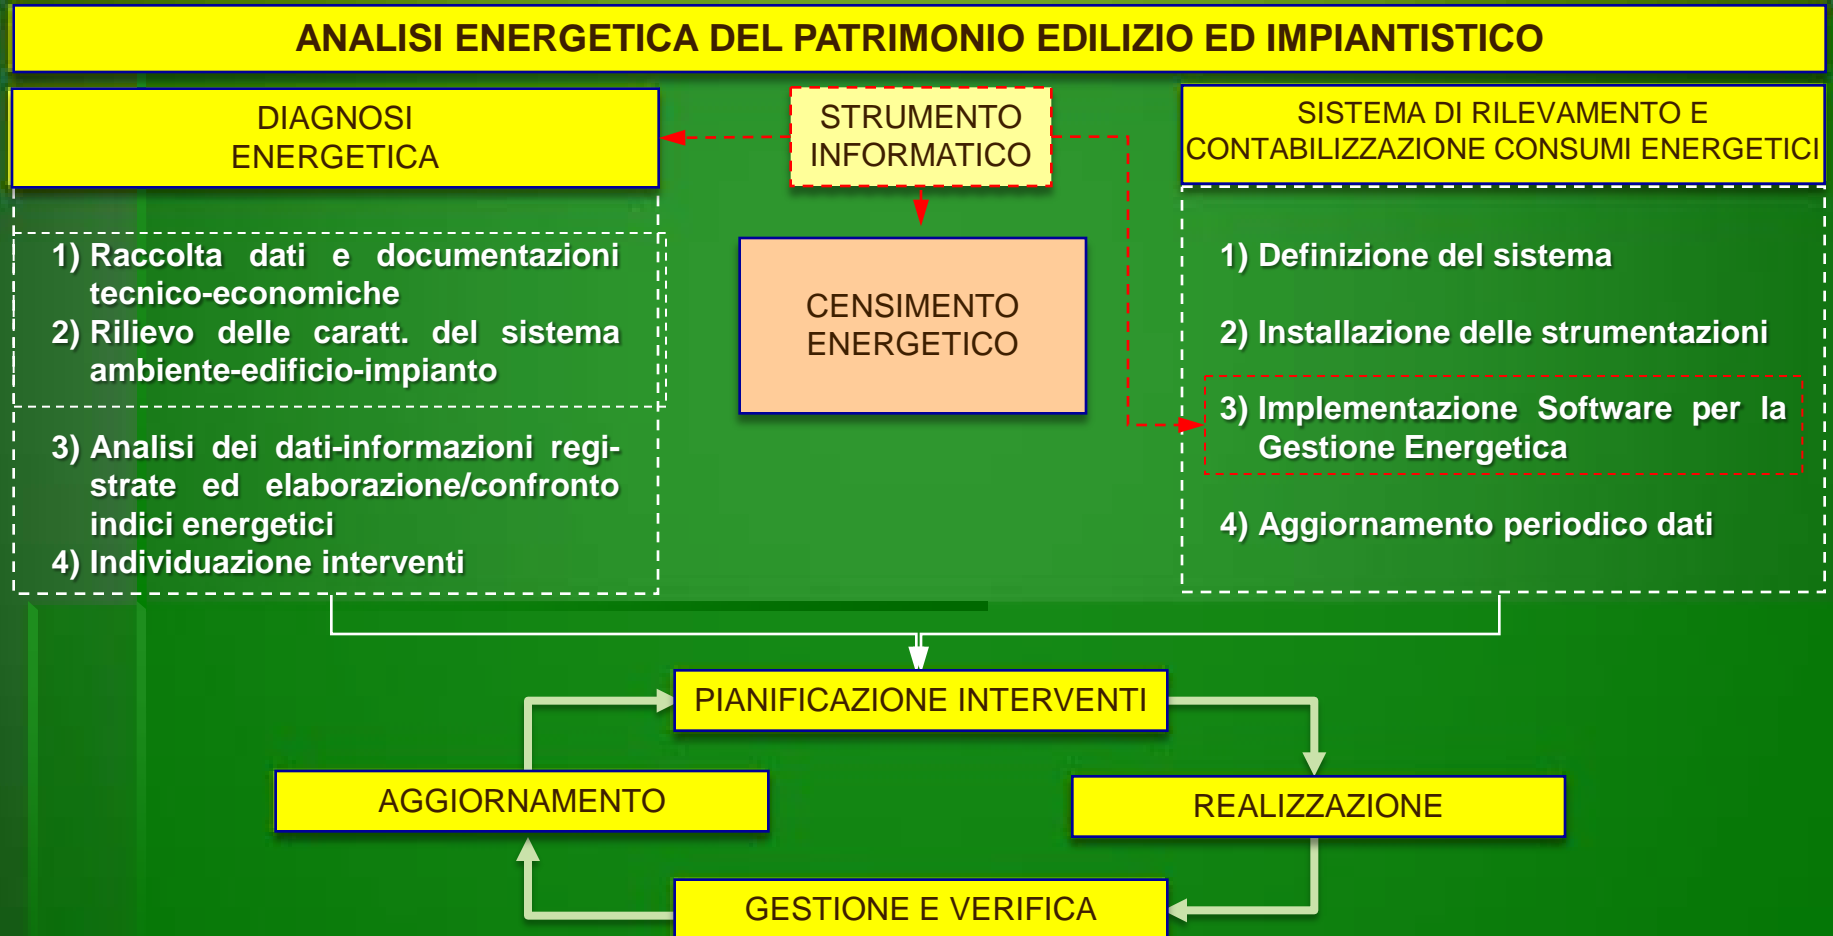 ANALISI ENERGETICA DEL PATRIMONIO EDILIZIO ED IMPIANTISTICO
DIAGNOSI
ENERGETICA
1) Raccolta dati e documentazioni
tecnico-economiche
2) Rilievo delle caratt. del sistema
ambiente-edificio-impianto
3) Analisi dei dati-informazioni regi-
strate ed elaborazione/confronto
indici energetici
4) Individuazione interventi
STRUMENTO
INFORMATICO
CENSIMENTO
ENERGETICO
SISTEMA DI RILEVAMENTO E
CONTABILIZZAZIONE CONSUMI ENERGETICI
1) Definizione del sistema
2) Installazione delle strumentazioni
3) Implementazione Software per la
Gestione Energetica
4) Aggiornamento periodico dati
PIANIFICAZIONE INTERVENTI
AGGIORNAMENTO
REALIZZAZIONE
GESTIONE E VERIFICA